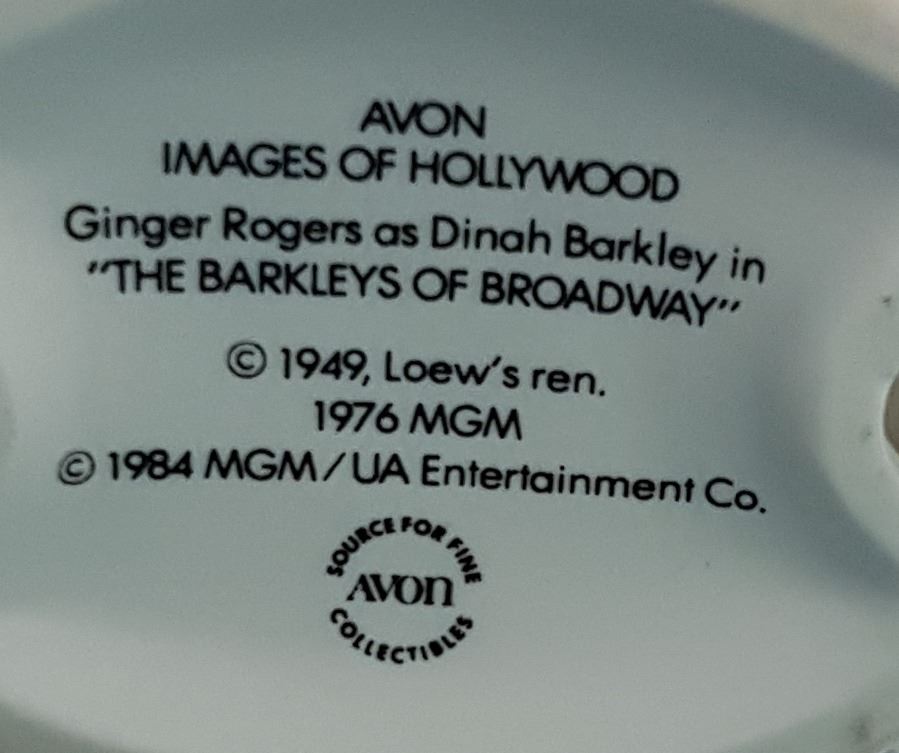 AVON
IMAGES OF HOLLYWOOD
Ginger Rogers as Dinah Barkley in
"THE BARKLEYS OF BROADWAY"
© 1949, Loew's ren.
1976 MGM
© 1984 MGM/UA Entertainment Co.
SOURCE FOR FINE
AVON
COLLECTIBLES